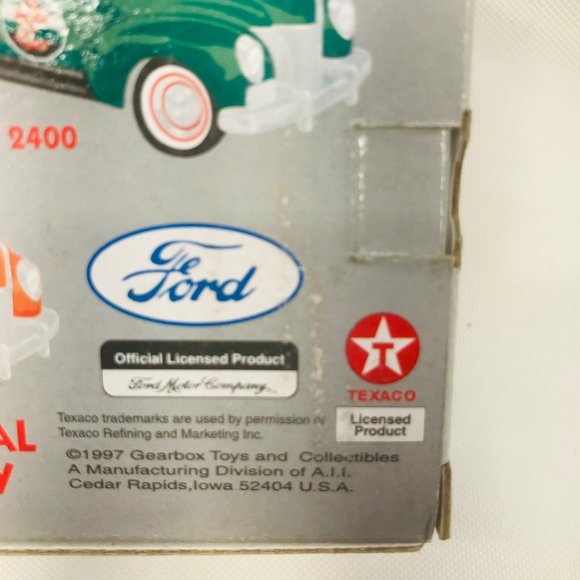 2400
Ford
Official Licensed Product
Ford Motor Company
T
TEXACO
Licensed
Product
Texaco trademarks are used by permission
Texaco Refining and Marketing Inc.
AL
Y
©1997 Gearbox Toys and Collectibles
A Manufacturing Division of A.I.I.
Cedar Rapids,Iowa 52404 U.S.A.